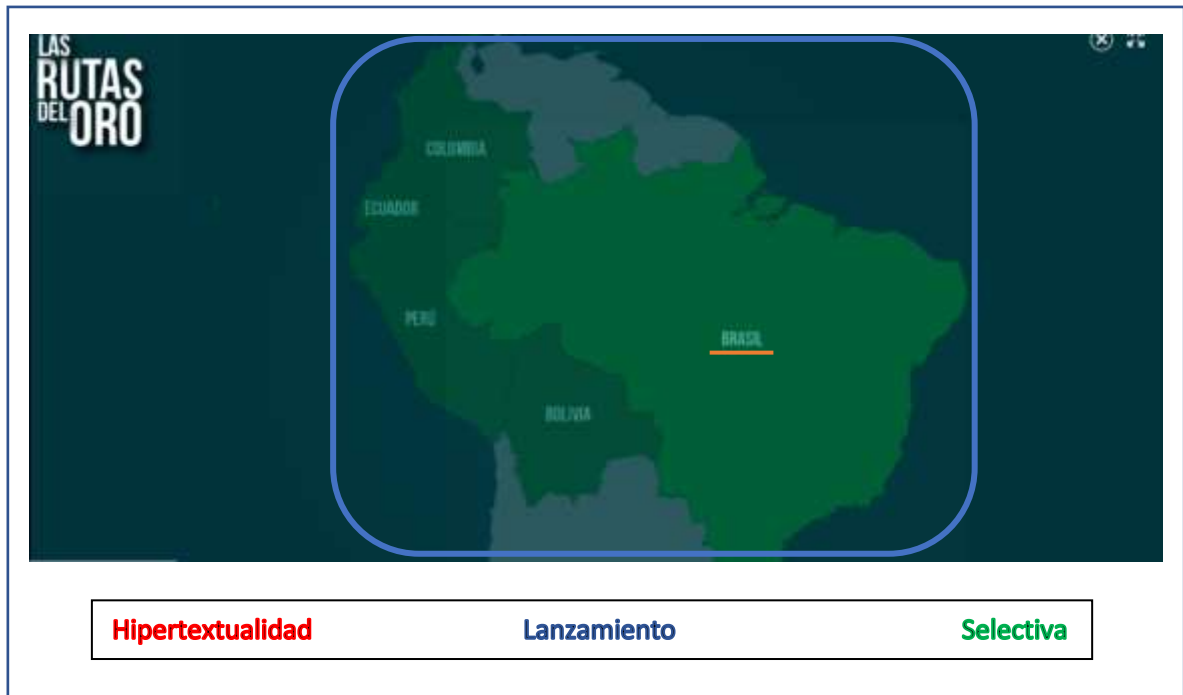 LAS
RUTAS
DEL ORO
COLOMBIA
ECUADOR
PERÚ
BRASIL
BOLIVIA
Hipertextualidad Lanzamiento Selectiva